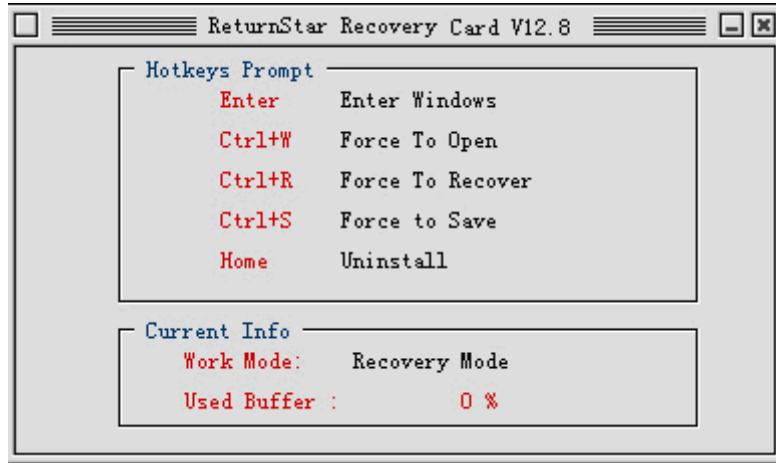 ReturnStar Recovery Card V12.8
Hotkeys Prompt
Enter Enter Windows
Ctrl+W Force To Open
Ctrl+R Force To Recover
Ctrl+S Force to Save
Home Uninstall
Current Info
Work Mode: Recovery Mode
Used Buffer : 0 %